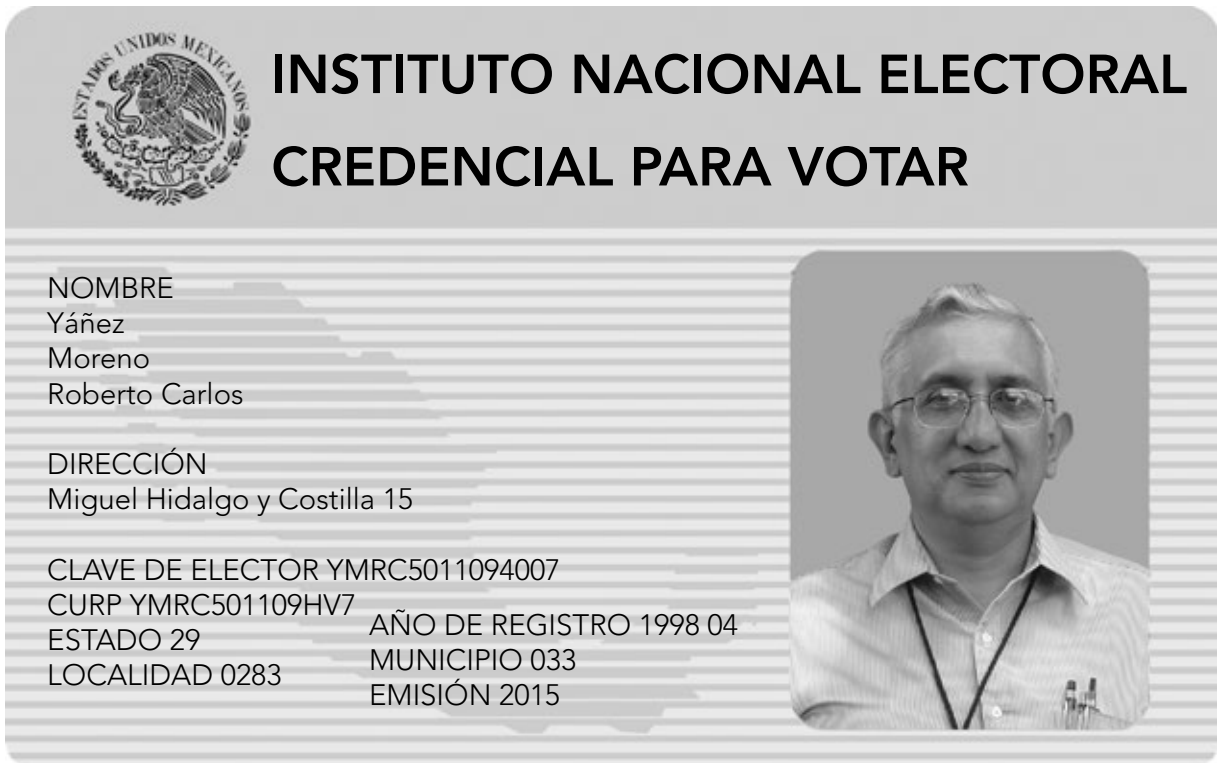 ESTADOS UNIDOS MEXICANOS
INSTITUTO NACIONAL ELECTORAL
CREDENCIAL PARA VOTAR
NOMBRE
Yáñez
Moreno
Roberto Carlos
DIRECCIÓN
Miguel Hidalgo y Costilla 15
CLAVE DE ELECTOR YMRC5011094007
CURP YMRC501109HV7
ESTADO 29
LOCALIDAD 0283
AÑO DE REGISTRO 1998 04
MUNICIPIO 033
EMISIÓN 2015